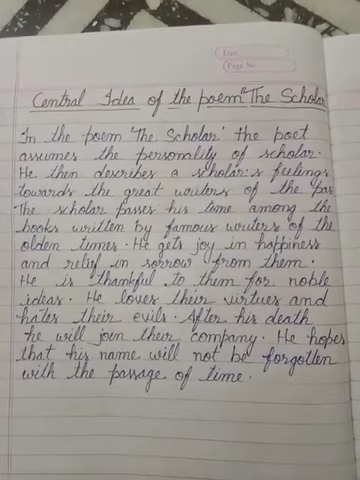 Date
Page No
Central Idea of the poem "The Scholar
In the poem 'The Scholar' the poet
assumes the personality of scholar.
He then describes a scholar's feelings
towards the great writers of the pas
The scholar passes his time among the
books written by famous writers of the
olden times. He gets joy in happiness
and relief in sorrow from them.
He is thankful to them for noble
ideas. He loves their virtues and
hates their evils. After his death
he will join their company. He hopes
that his name will not be forgotten
with the passage of time.